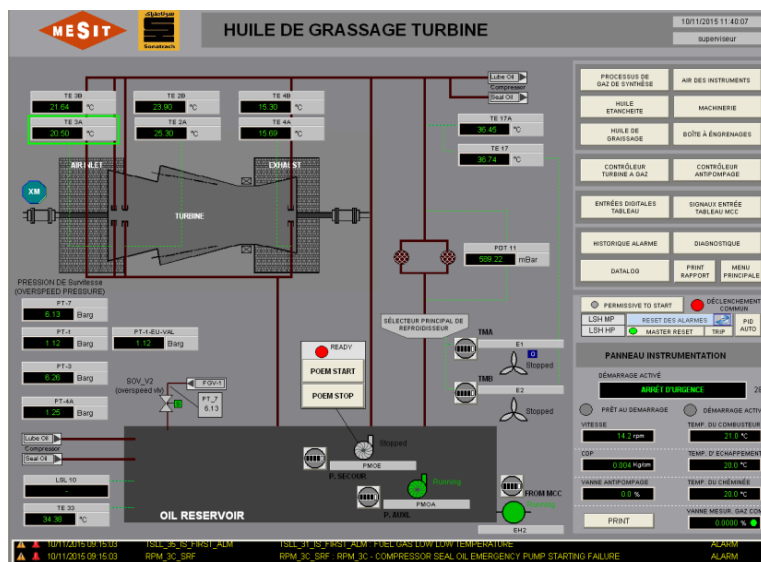 MESIT
Sonatrach
HUILE DE GRASSAGE TURBINE
10/11/2015 11:40:07
superviseur
TE 3B
21.64 °C
TE 2B
23.90 °C
TE 4B
15.30 °C
TE 3A
20.50 °C
TE 2A
25.30 °C
TE 4A
15.69 °C
Lube Oil
Compressor
Seal Oil
TE 17A
36.45 °C
TE 17
36.74 °C
AIR INLET
EXHAUST
XM
TURBINE
PDT 11
589.22 mBar
PRESSION DE Survitesse
(OVERSPEED PRESSURE)
PT-7
6.13 Barg
PT-1
1.12 Barg
PT-1-EU-VAL
1.12 Barg
PT-3
6.26 Barg
PT-4A
1.25 Barg
SÉLECTEUR PRINCIPAL DE
REFROIDISSEUR
TMA
E1
Stopped
TMB
E2
Stopped
READY
POEM START
POEM STOP
SOV_V2
(overspeed vlv)
FGV-1
PT_7
6,13
Lube Oil
Compressor
Seal Oil
LSL 10
-
TE 33
34.38 °C
OIL RESERVOIR
Stopped
PMOE
P. SECOUR
Running
PMOA
P. AUXL
FROM MCC
Running
EH2
PROCESSUS DE
GAZ DE SYNTHÈSE
AIR DES INSTRUMENTS
HUILE
ETANCHEITE
MACHINERIE
HUILE DE
GRAISSAGE
BOÎTE À ENGRENAGES
CONTRÔLEUR
TURBINE A GAZ
CONTRÔLEUR
ANTIPOMPAGE
ENTRÉES DIGITALES
TABLEAU
SIGNAUX ENTRÉE
TABLEAU MCC
HISTORIQUE ALARME
DIAGNOSTIQUE
DATALOG
PRINT
RAPPORT
MENU
PRINCIPALE
PERMISSIVE TO START
DÉCLENCHEMENT
COMMUN
LSH MP
RESET DES ALARMES
PID
AUTO
LSH HP
MASTER RESET
TRIP
PANNEAU INSTRUMENTATION
DÉMARRAGE ACTIVÉ
ARRÊT D'URGENCE
PRÊT AU DEMARRAGE
DÉMARRAGE ACTIV
VITESSE
14.2 rpm
TEMP. DU COMBUSTEUR
21.0 °C
CDP
0.004 Kg/cm
TEMP. D'ECHAPPEMENT
20.0 °C
VANNE ANTIPOMPAGE
0.0 %
TEMP. DU CHÉMINÉE
20.0 °C
VANNE MESUR. GAZ COM
0.0000 %
PRINT
10/11/2015 09:15:03 TSLL_35_IS_FIRST_ALM TSLL_31_IS_FIRST_ALM : FUEL GAS LOW LOW TEMPERATURE ALARM
10/11/2015 09:15:03 RPM_3C_SRF RPM_3C_SRF : RPM_3C - COMPRESSOR SEAL OIL EMERGENCY PUMP STARTING FAILURE ALARM